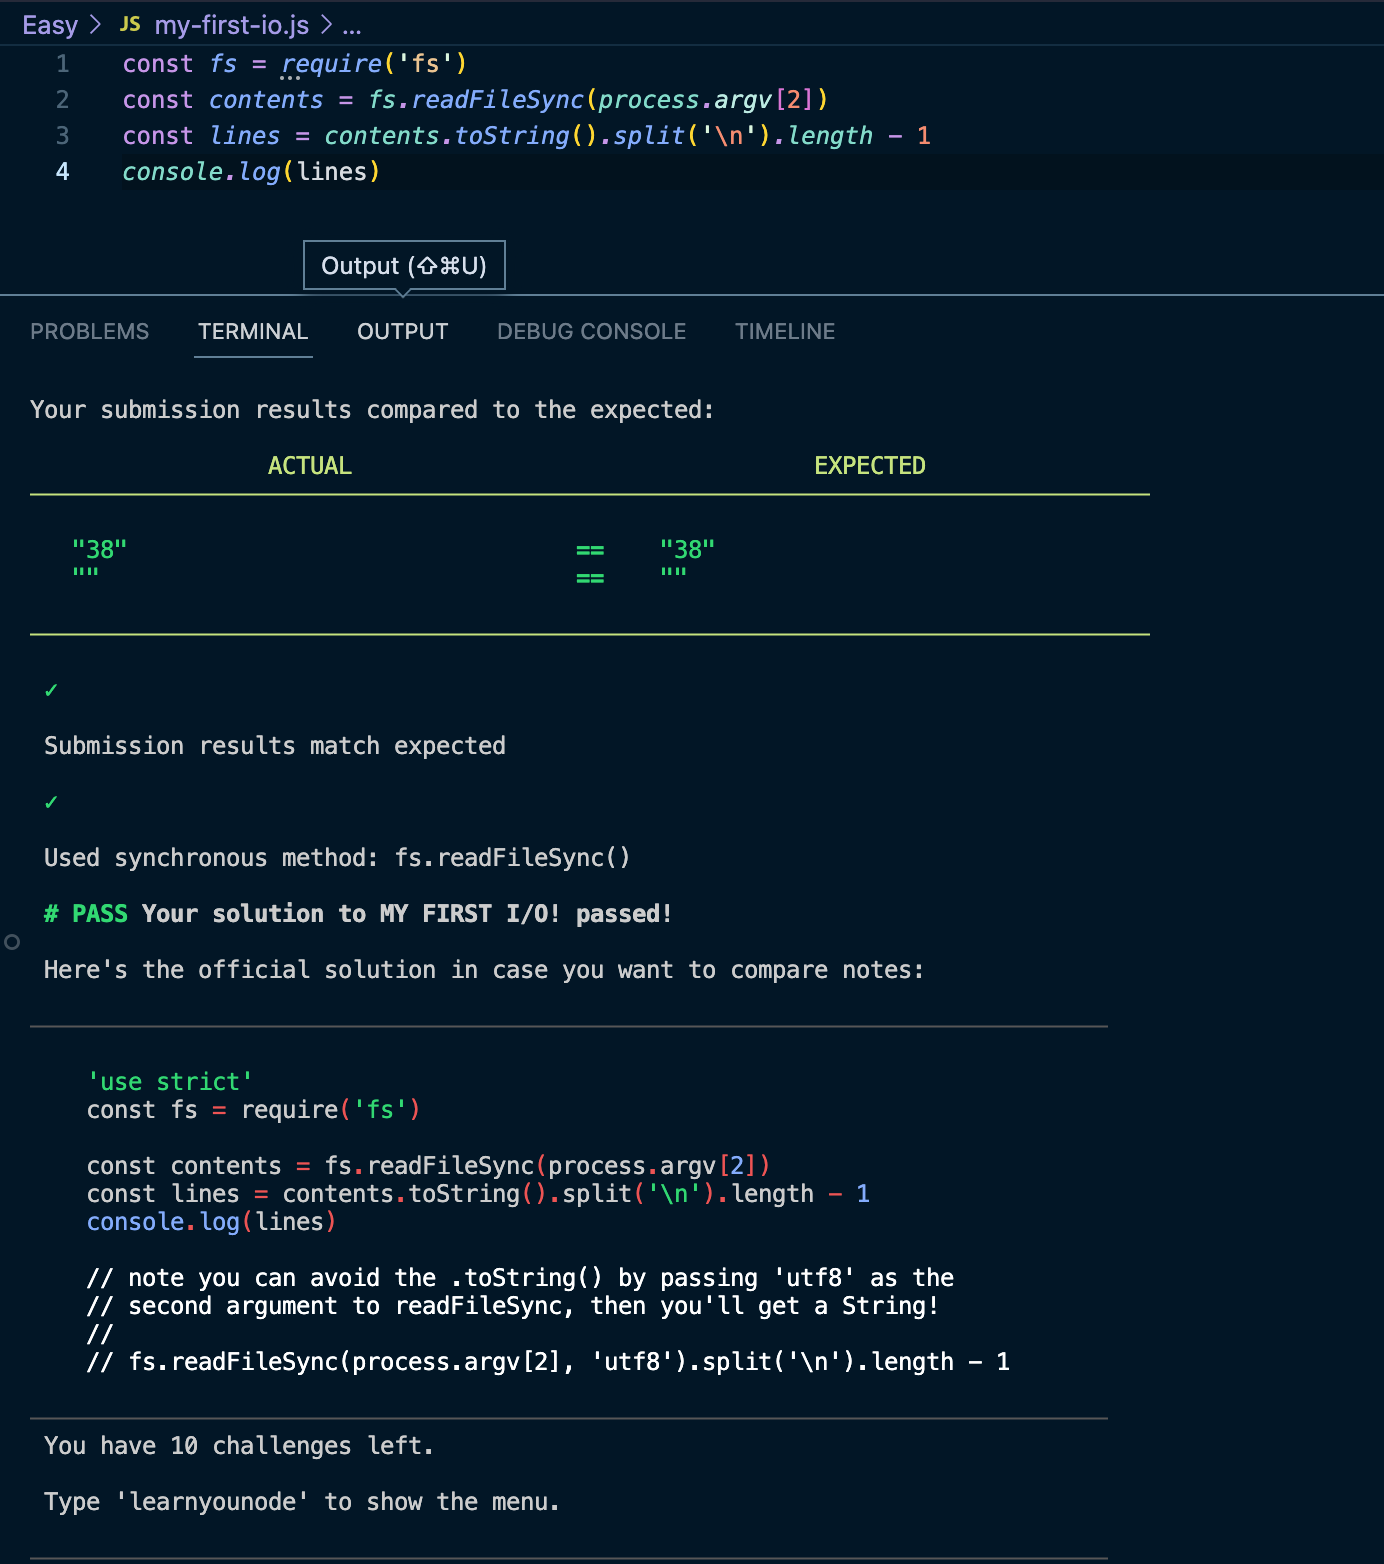 Easy > JS my-first-io.js > ...
1 const fs = require('fs')
2 const contents = fs.readFileSync(process.argv[2])
3 const lines = contents.toString().split('\n').length - 1
4 console.log(lines)
Output (⇧⌘U)
PROBLEMS TERMINAL OUTPUT DEBUG CONSOLE TIMELINE
Your submission results compared to the expected:
ACTUAL EXPECTED
"38" == "38"
"" == ""
✓
Submission results match expected
✓
Used synchronous method: fs.readFileSync()
# PASS Your solution to MY FIRST I/O! passed!
Here's the official solution in case you want to compare notes:
'use strict'
const fs = require('fs')
const contents = fs.readFileSync(process.argv[2])
const lines = contents.toString().split('\n').length - 1
console.log(lines)
// note you can avoid the .toString() by passing 'utf8' as the
// second argument to readFileSync, then you'll get a String!
//
// fs.readFileSync(process.argv[2], 'utf8').split('\n').length - 1
You have 10 challenges left.
Type 'learnyounode' to show the menu.